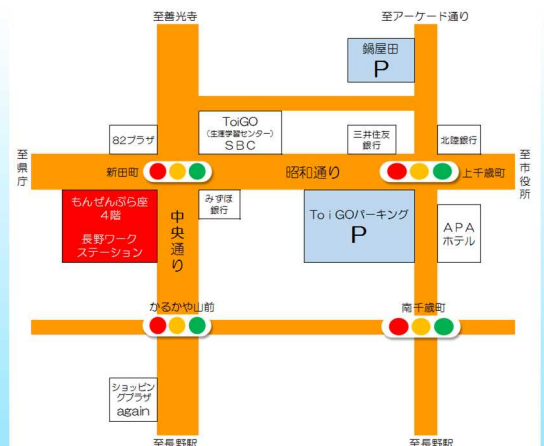 至善光寺
至アーケード通り
鍋屋田
P
ToiGO
（生涯学習センター）
SBC
82プラザ
三井住友
銀行
北陸銀行
至県庁
新田町
昭和通り
上千歳町
至市役所
もんぜんぷら座
4階
長野ワーク
ステーション
中央通り
みずほ
銀行
ToiGOパーキング
P
APA
ホテル
かるかや山前
南千歳町
ショッピン
グプラザ
again
至長野駅
至長野駅